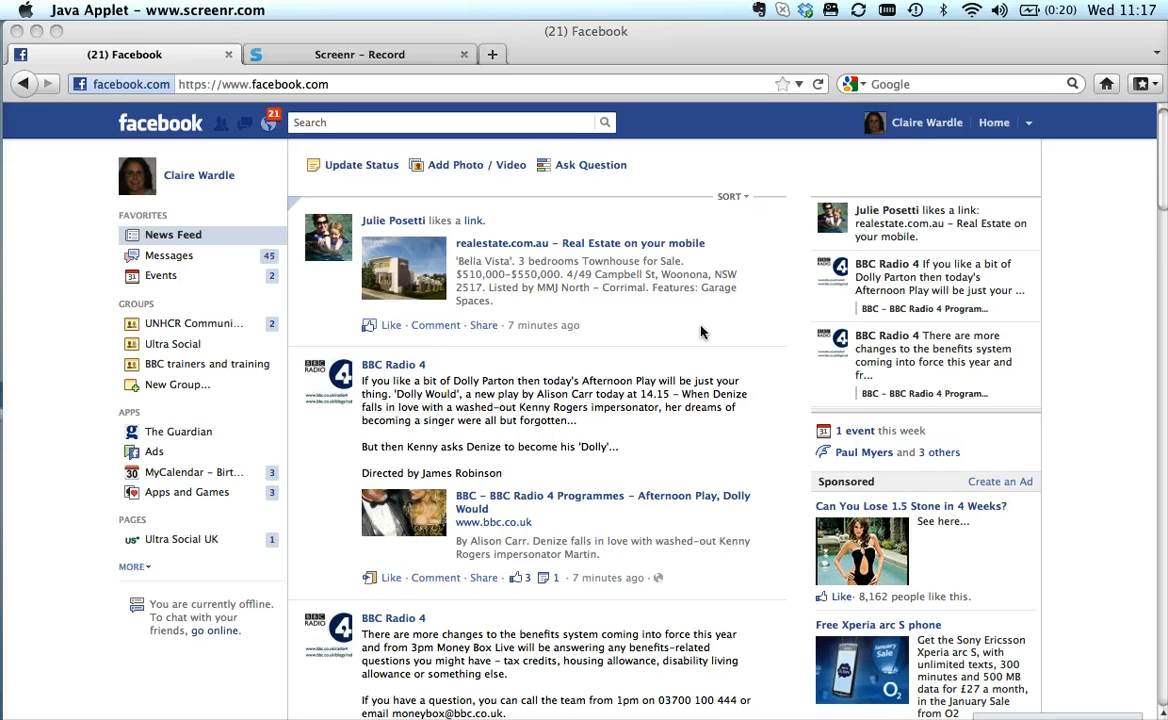 Java Applet - www.screenr.com
(0:20) Wed 11:17
(21) Facebook
(21) Facebook
Screenr - Record
facebook.com https://www.facebook.com
Google
facebook
21
Search
Claire Wardle
Home
Claire Wardle
FAVORITES
News Feed
Messages 45
Events 2
GROUPS
UNHCR Communi... 2
Ultra Social
BBC trainers and training
New Group...
APPS
The Guardian
Ads
MyCalendar - Birt... 3
Apps and Games 3
PAGES
Ultra Social UK 1
MORE
You are currently offline.
To chat with your
friends, go online.
Update Status
Add Photo / Video
Ask Question
SORT
Julie Posetti likes a link.
realestate.com.au - Real Estate on your mobile
'Bella Vista'. 3 bedrooms Townhouse for Sale.
$510,000-$550,000. 4/49 Campbell St, Woonona, NSW
2517. Listed by MMJ North - Corrimal. Features: Garage
Spaces.
Like · Comment · Share · 7 minutes ago
BBC Radio 4
If you like a bit of Dolly Parton then today's Afternoon Play will be just your
thing. 'Dolly Would', a new play by Alison Carr today at 14.15 - When Denize
falls in love with a washed-out Kenny Rogers impersonator, her dreams of
becoming a singer were all but forgotten...
But then Kenny asks Denize to become his 'Dolly'...
Directed by James Robinson
BBC - BBC Radio 4 Programmes - Afternoon Play, Dolly
Would
www.bbc.co.uk
By Alison Carr. Denize falls in love with washed-out Kenny
Rogers impersonator Martin.
Like · Comment · Share · 3 1 · 7 minutes ago ·
BBC Radio 4
There are more changes to the benefits system coming into force this year
and from 3pm Money Box Live will be answering any benefits-related
questions you might have - tax credits, housing allowance, disability living
allowance or something else.
If you have a question, you can call the team from 1pm on 03700 100 444 or
email moneybox@bbc.co.uk.
Julie Posetti likes a link:
realestate.com.au - Real Estate
on your mobile.
BBC Radio 4 If you like a bit of
Dolly Parton then today's
Afternoon Play will be just your ...
BBC - BBC Radio 4 Program...
BBC Radio 4 There are more
changes to the benefits system
coming into force this year and
fr...
BBC - BBC Radio 4 Program...
1 event this week
Paul Myers and 3 others
Sponsored
Create an Ad
Can You Lose 1.5 Stone in 4 Weeks?
See here...
Like · 8,162 people like this.
Free Xperia arc S phone
Get the Sony Ericsson
Xperia arc S, with
unlimited texts, 300
minutes and 500 MB
data for £27 a month,
in the January Sale
from O2